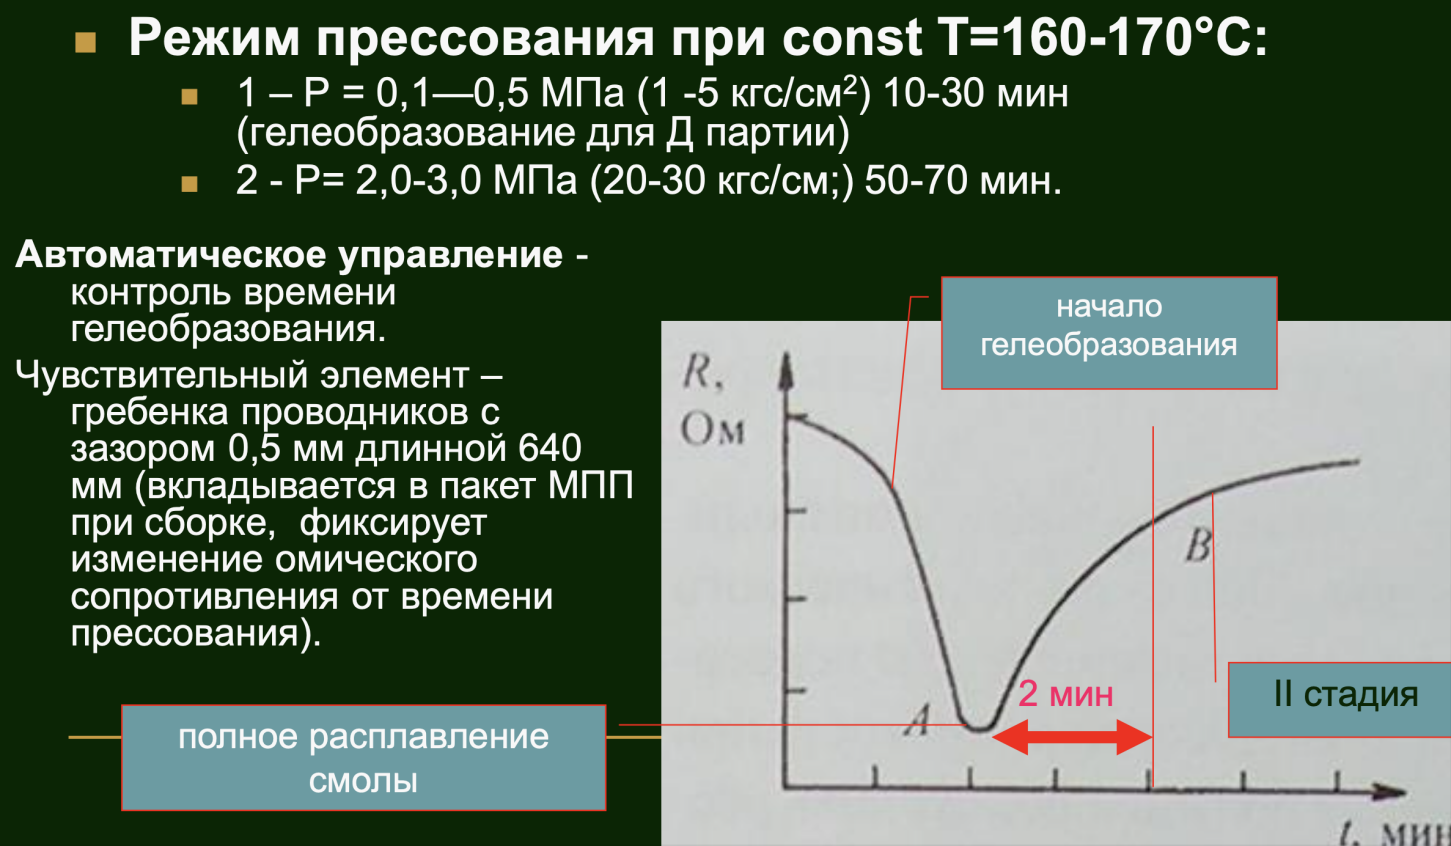 Режим прессования при const T=160-170°С:
1 – Р = 0,1—0,5 МПа (1 -5 кгс/см²) 10-30 мин
(гелеобразование для Д партии)
2 - Р= 2,0-3,0 МПа (20-30 кгс/см;) 50-70 мин.
Автоматическое управление -
контроль времени
гелеобразования.
Чувствительный элемент –
гребенка проводников с
зазором 0,5 мм длинной 640
мм (вкладывается в пакет МПП
при сборке, фиксирует
изменение омического
сопротивления от времени
прессования).
начало
гелеобразования
R,
Ом
B
2 мин
II стадия
A
полное расплавление
смолы
t, мин